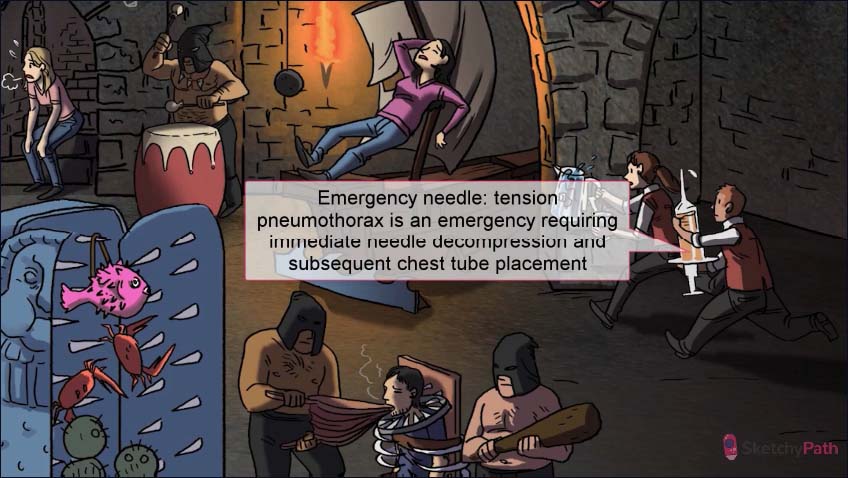 Emergency needle: tension
pneumothorax is an emergency requiring
immediate needle decompression and
subsequent chest tube placement
SketchyPath